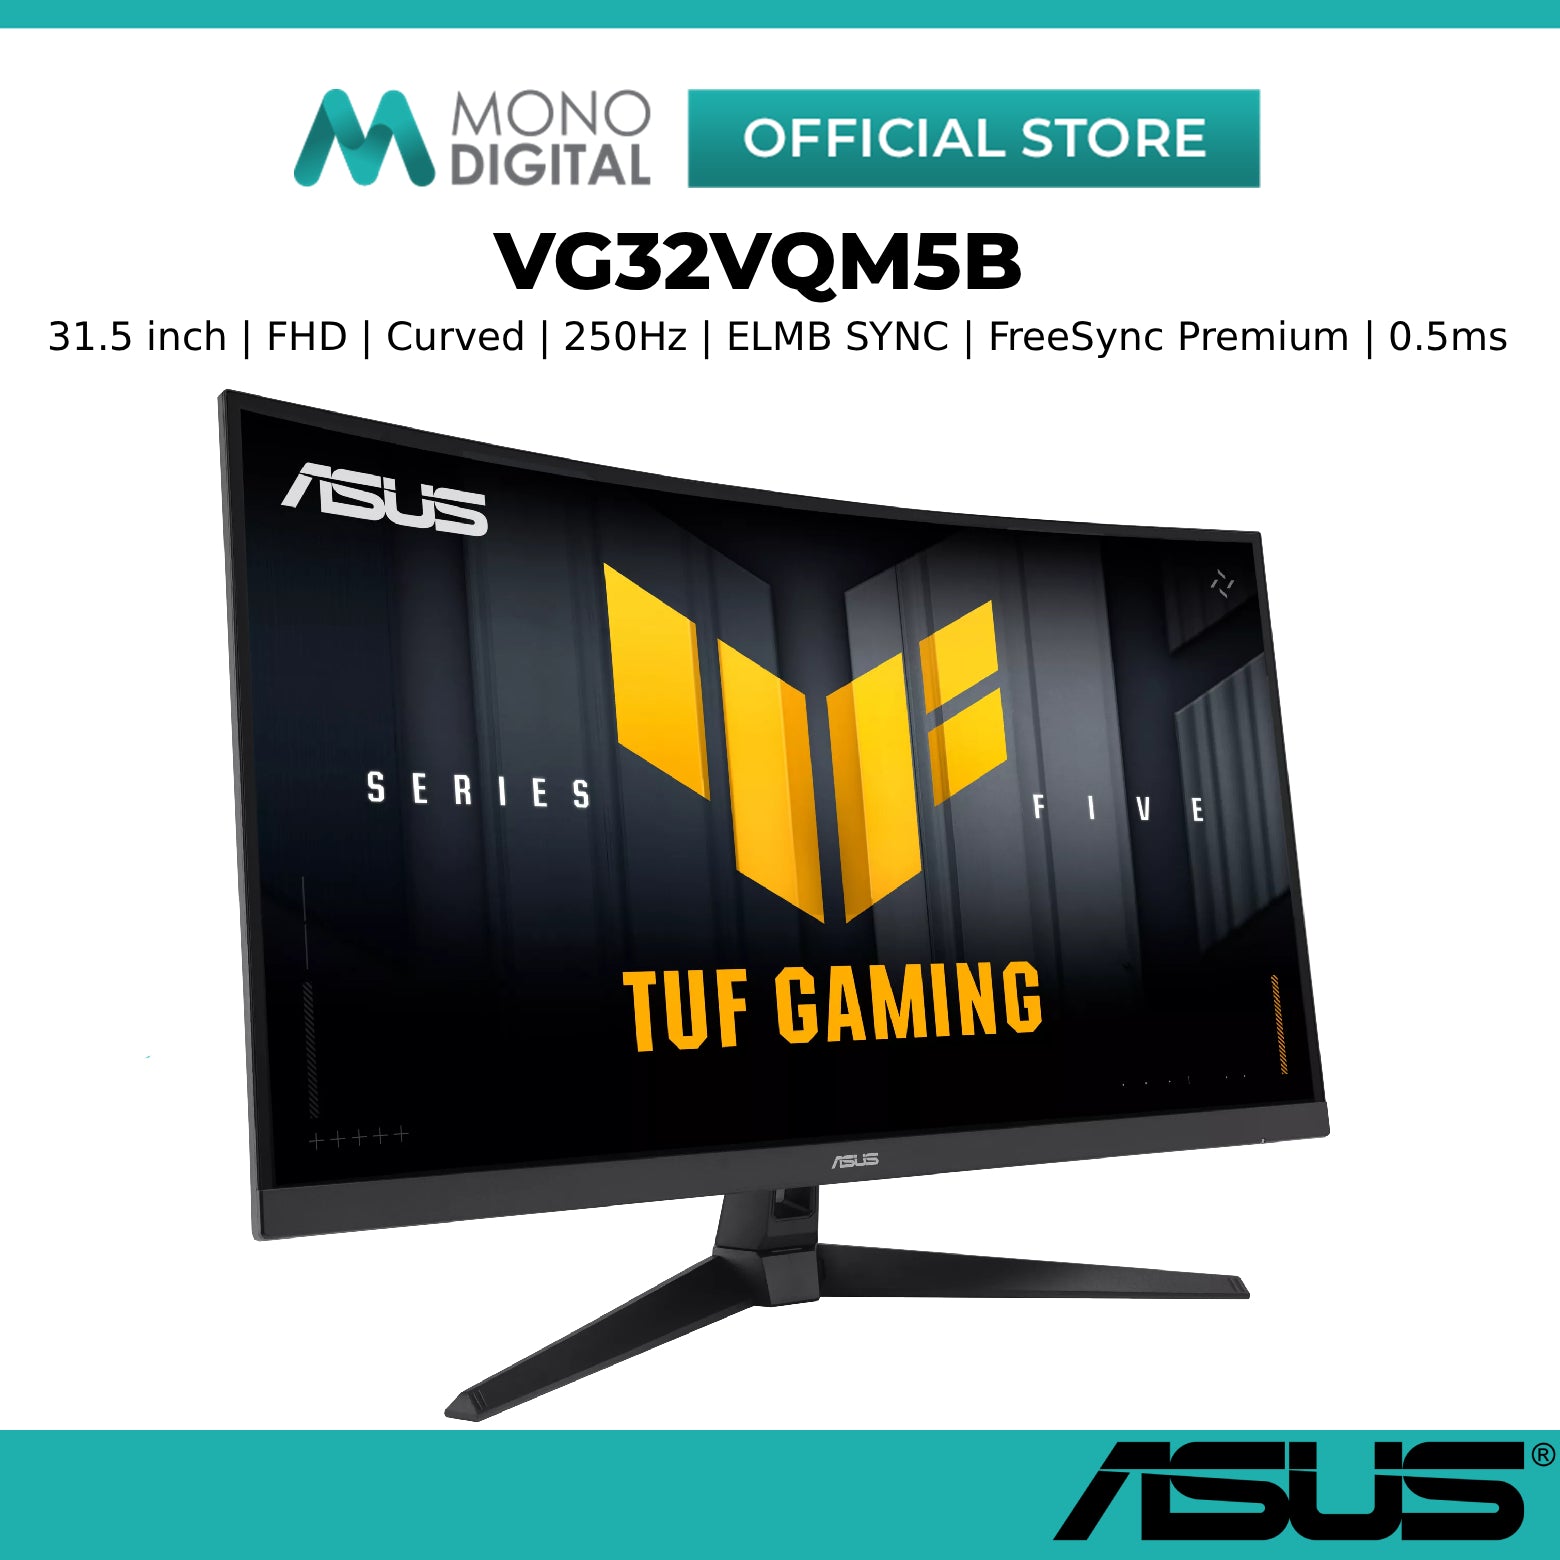 MONO
DIGITAL
OFFICIAL STORE
VG32VQM5B
31.5 inch | FHD | Curved | 250Hz | ELMB SYNC | FreeSync Premium | 0.5ms
ASUS
SERIES FIVE
TUF GAMING
ASUS
ASUS®